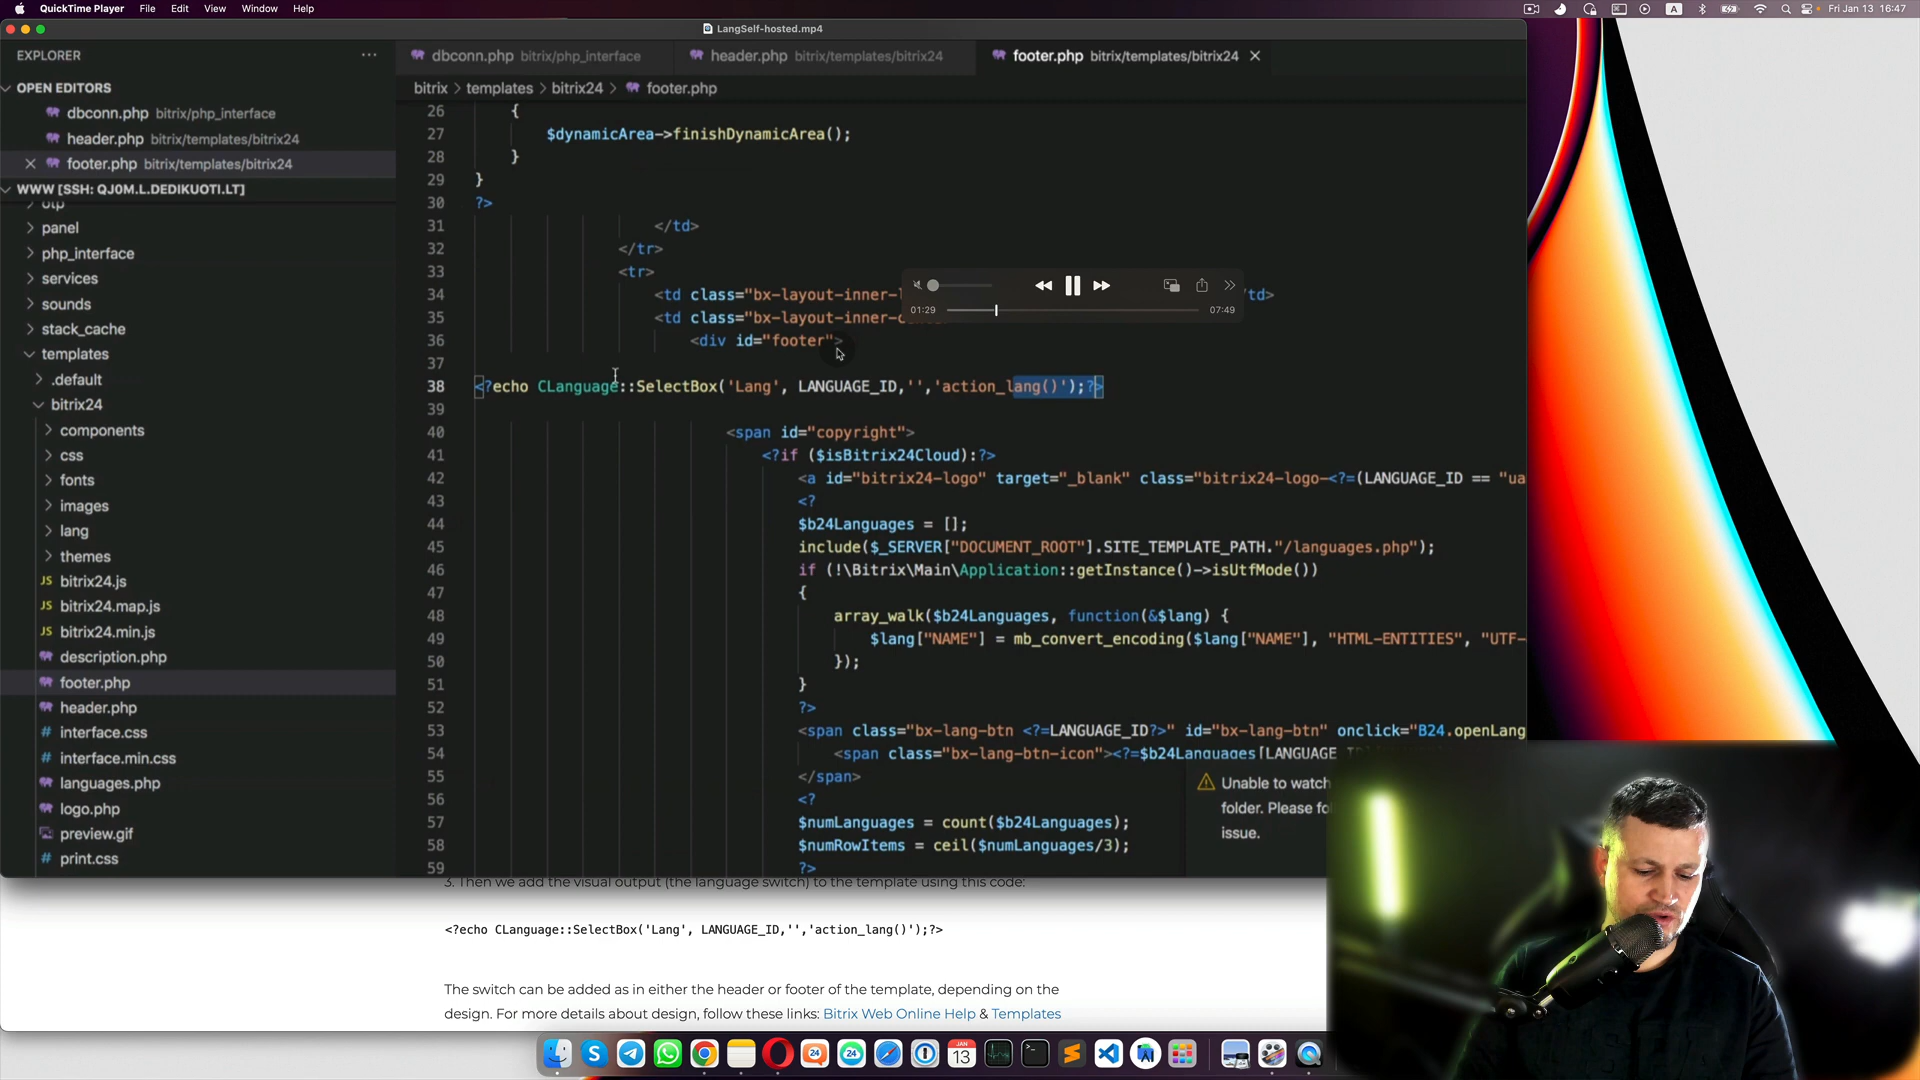 QuickTime Player File Edit View Window Help
A Fri Jan 13 16:47
LangSelf-hosted.mp4
EXPLORER
dbconn.php bitrix/php_interface
header.php bitrix/templates/bitrix24
footer.php bitrix/templates/bitrix24
OPEN EDITORS
dbconn.php bitrix/php_interface
header.php bitrix/templates/bitrix24
footer.php bitrix/templates/bitrix24
WWW [SSH: QJ0M.L.DEDIKUOTI.LT]
otp
panel
php_interface
services
sounds
stack_cache
templates
.default
bitrix24
components
css
fonts
images
lang
themes
JS bitrix24.js
JS bitrix24.map.js
JS bitrix24.min.js
description.php
footer.php
header.php
# interface.css
# interface.min.css
languages.php
logo.php
preview.gif
# print.css
bitrix > templates > bitrix24 > footer.php
26 {
27 $dynamicArea->finishDynamicArea();
28 }
29 }
30 ?>
31 </td>
32 </tr>
33 <tr>
34 <td class="bx-layout-inner- /td>
35 <td class="bx-layout-inner-
36 <div id="footer">
37
38 <?echo CLanguage::SelectBox('Lang', LANGUAGE_ID,'','action_lang()');?>
39
40 <span id="copyright">
41 <?if ($isBitrix24Cloud):?>
42 <a id="bitrix24-logo" target="_blank" class="bitrix24-logo-<?=(LANGUAGE_ID == "ua
43 <?
44 $b24Languages = [];
45 include($_SERVER["DOCUMENT_ROOT"].SITE_TEMPLATE_PATH."/languages.php");
46 if (!\Bitrix\Main\Application::getInstance()->isUtfMode())
47 {
48 array_walk($b24Languages, function(&$lang) {
49 $lang["NAME"] = mb_convert_encoding($lang["NAME"], "HTML-ENTITIES", "UTF-
50 });
51 }
52 ?>
53 <span class="bx-lang-btn <?=LANGUAGE_ID?>" id="bx-lang-btn" onclick="B24.openLang
54 <span class="bx-lang-btn-icon"><?=$b24Languages[LANGUAGE_ID]
55 </span>
56 <?
57 $numLanguages = count($b24Languages);
58 $numRowItems = ceil($numLanguages/3);
59 ?>
01:29 07:49
Unable to watch
folder. Please fo
issue.
3. Then we add the visual output (the language switch) to the template using this code:
<?echo CLanguage::SelectBox('Lang', LANGUAGE_ID,'','action_lang()');?>
The switch can be added as in either the header or footer of the template, depending on the
design. For more details about design, follow these links: Bitrix Web Online Help & Templates
24 24 JAN 13